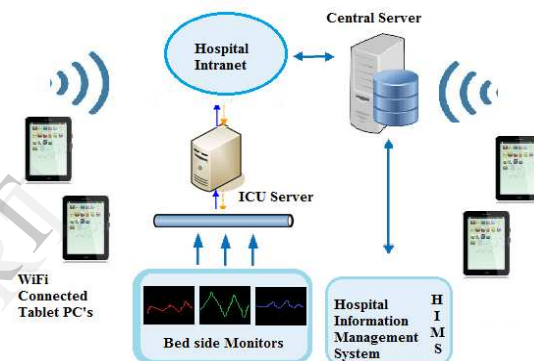 Central Server
Hospital
Intranet
ICU Server
WiFi
Connected
Tablet PC's
Bed side Monitors
Hospital
Information
Management
System
H
I
M
S